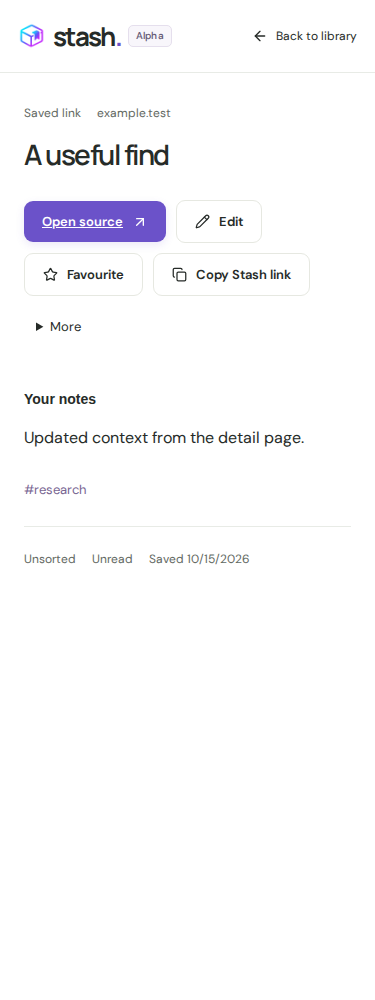 stash. Alpha Back to library
Saved link example.test
A useful find
Open source Edit
Favourite Copy Stash link
More
Your notes
Updated context from the detail page.
#research
Unsorted Unread Saved 10/15/2026